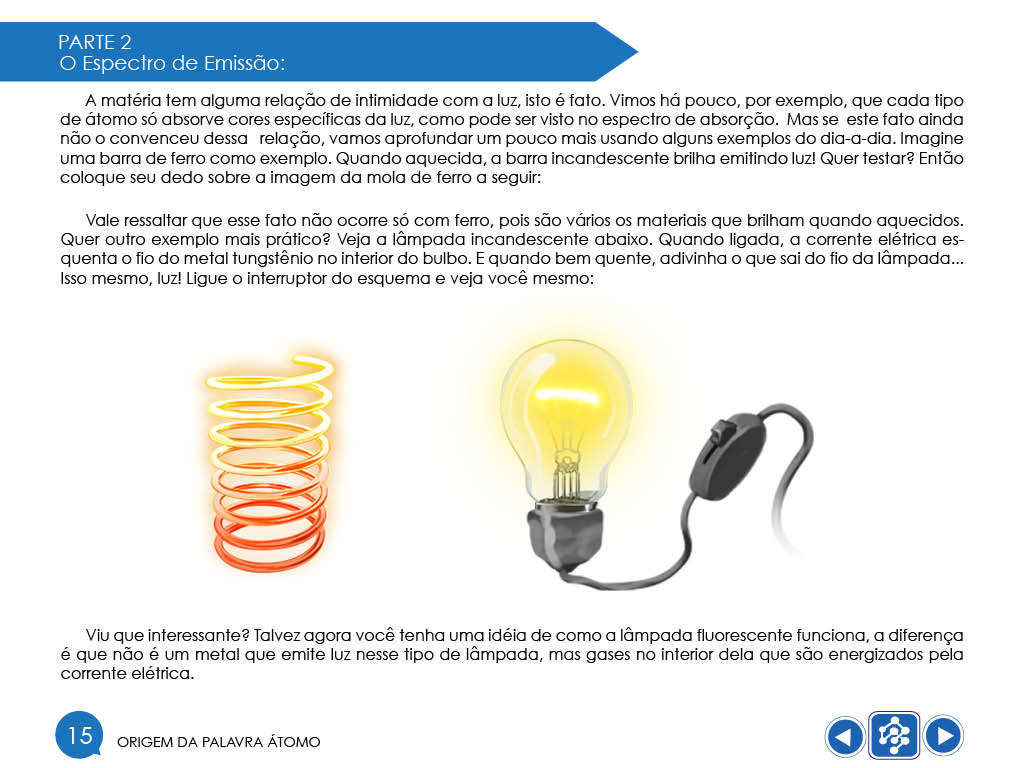 PARTE 2
O Espectro de Emissão:
A matéria tem alguma relação de intimidade com a luz, isto é fato. Vimos há pouco, por exemplo, que cada tipo
de átomo só absorve cores específicas da luz, como pode ser visto no espectro de absorção. Mas se este fato ainda
não o convenceu dessa relação, vamos aprofundar um pouco mais usando alguns exemplos do dia-a-dia. Imagine
uma barra de ferro como exemplo. Quando aquecida, a barra incandescente brilha emitindo luz! Quer testar? Então
coloque seu dedo sobre a imagem da mola de ferro a seguir:
Vale ressaltar que esse fato não ocorre só com ferro, pois são vários os materiais que brilham quando aquecidos.
Quer outro exemplo mais prático? Veja a lâmpada incandescente abaixo. Quando ligada, a corrente elétrica es-
quenta o fio do metal tungstênio no interior do bulbo. E quando bem quente, adivinha o que sai do fio da lâmpada...
Isso mesmo, luz! Ligue o interruptor do esquema e veja você mesmo:
Viu que interessante? Talvez agora você tenha uma idéia de como a lâmpada fluorescente funciona, a diferença
é que não é um metal que emite luz nesse tipo de lâmpada, mas gases no interior dela que são energizados pela
corrente elétrica.
15
ORIGEM DA PALAVRA ÁTOMO